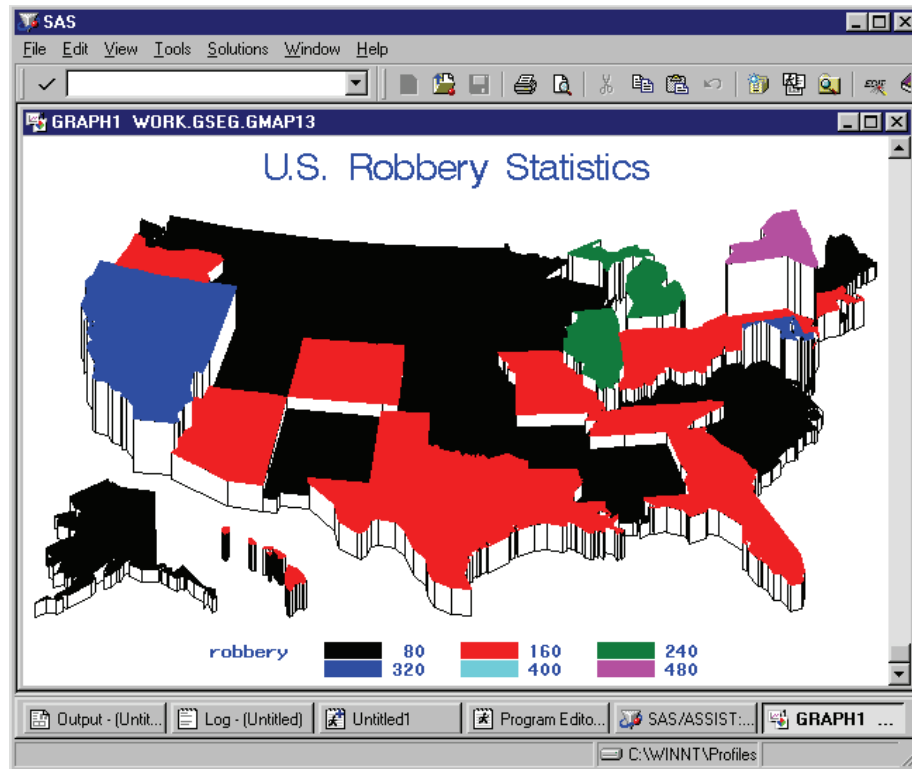 SAS
File Edit View Tools Solutions Window Help
GRAPH1 WORK.GSEG.GMAP13
U.S. Robbery Statistics
robbery 80 160 240
320 400 480
Output - (Untit... Log - (Untitled) Untitled1 Program Edito... SAS/ASSIST:... GRAPH1 ...
C:\WINNT\Profiles